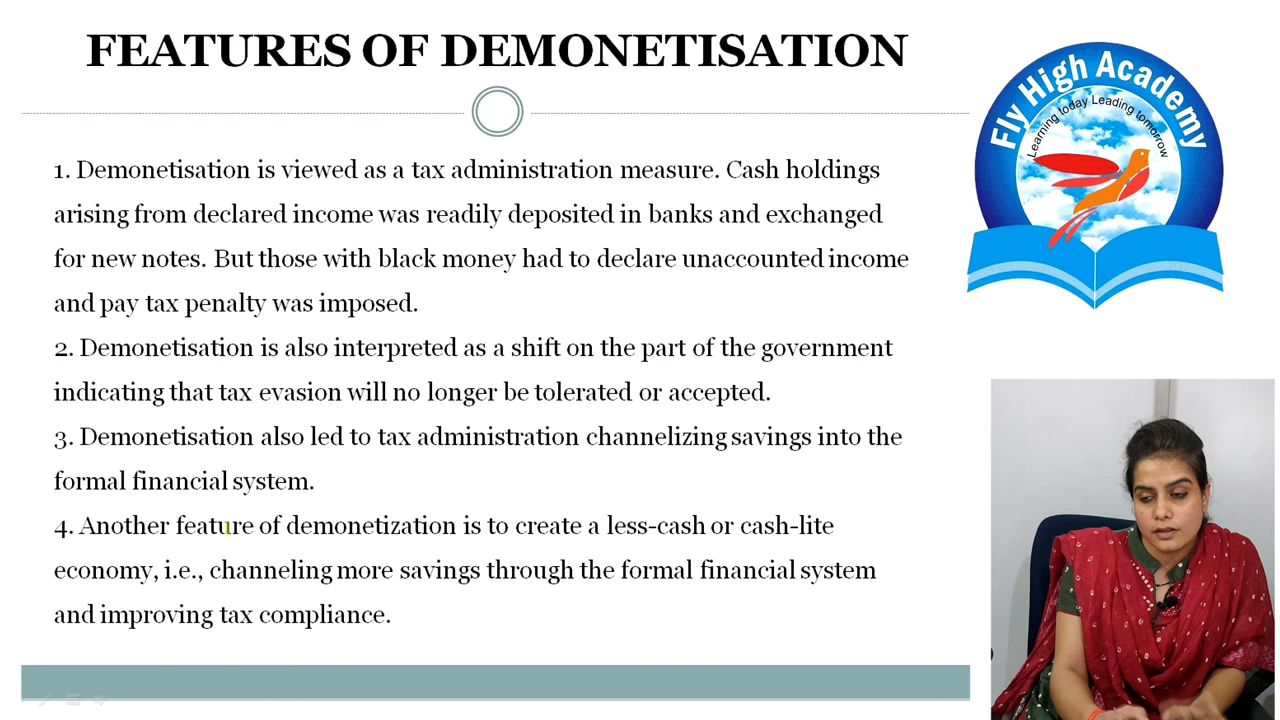 FEATURES OF DEMONETISATION
Fly High Academy
Learning today Leading tomorrow
1. Demonetisation is viewed as a tax administration measure. Cash holdings
arising from declared income was readily deposited in banks and exchanged
for new notes. But those with black money had to declare unaccounted income
and pay tax penalty was imposed.
2. Demonetisation is also interpreted as a shift on the part of the government
indicating that tax evasion will no longer be tolerated or accepted.
3. Demonetisation also led to tax administration channelizing savings into the
formal financial system.
4. Another feature of demonetization is to create a less-cash or cash-lite
economy, i.e., channeling more savings through the formal financial system
and improving tax compliance.